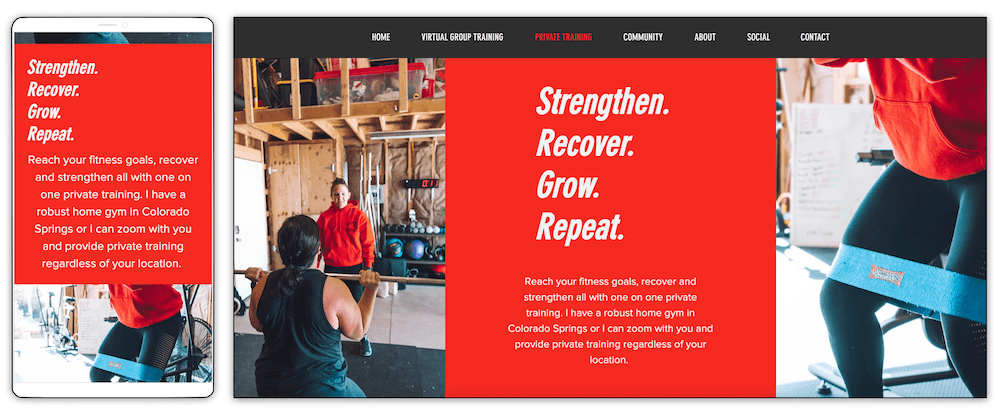 Strengthen.
Recover.
Grow.
Repeat.
Reach your fitness goals, recover
and strengthen all with one on
one private training. I have a
robust home gym in Colorado
Springs or I can zoom with you
and provide private training
regardless of your location.
HOME VIRTUAL GROUP TRAINING PRIVATE TRAINING COMMUNITY ABOUT SOCIAL CONTACT
Strengthen.
Recover.
Grow.
Repeat.
Reach your fitness goals, recover and
strengthen all with one on one private
training. I have a robust home gym in
Colorado Springs or I can zoom with you and
provide private training regardless of your
location.